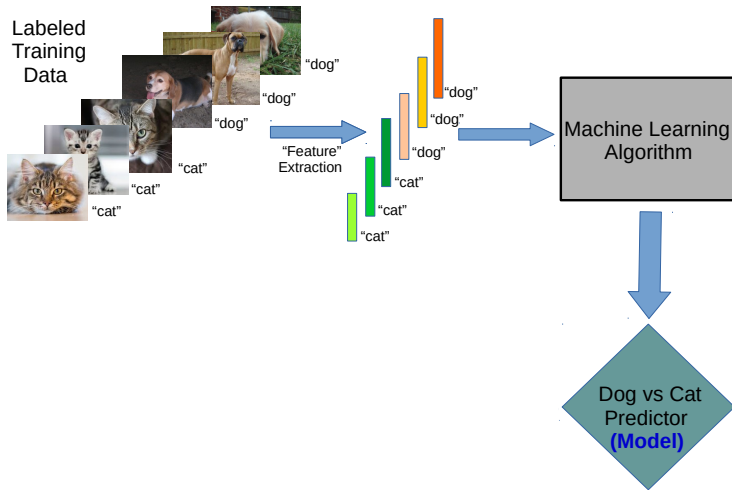 Labeled
Training
Data
“dog”
“dog”
“dog”
“cat”
“cat”
“cat”
“Feature”
Extraction
“dog”
“dog”
“dog”
“cat”
“cat”
“cat”
Machine Learning
Algorithm
Dog vs Cat
Predictor
(Model)